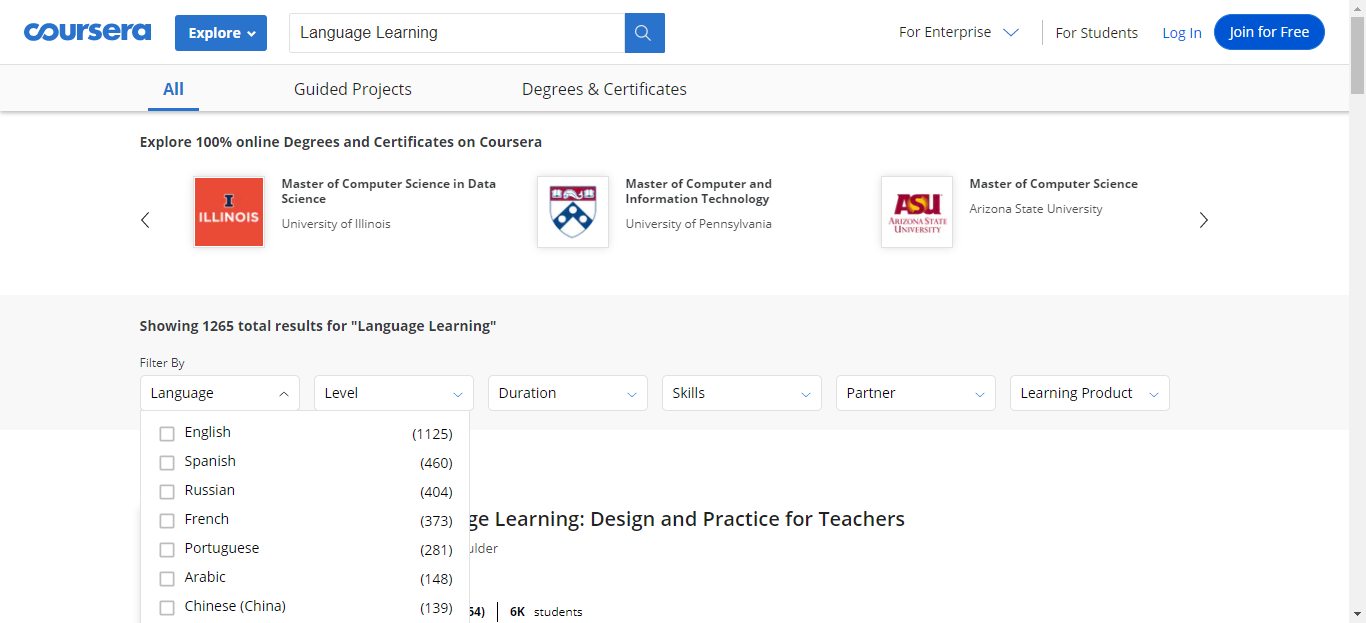 coursera
Explore
Language Learning
For Enterprise
For Students
Log In
Join for Free
All
Guided Projects
Degrees & Certificates
Explore 100% online Degrees and Certificates on Coursera
I
ILLINOIS
Master of Computer Science in Data
Science
University of Illinois
Master of Computer and
Information Technology
University of Pennsylvania
ASU
ARIZONA STATE
UNIVERSITY
Master of Computer Science
Arizona State University
Showing 1265 total results for "Language Learning"
Filter By
Language
Level
Duration
Skills
Partner
Learning Product
English (1125)
Spanish (460)
Russian (404)
French (373)
Portuguese (281)
Arabic (148)
Chinese (China) (139)
ge Learning: Design and Practice for Teachers
ulder
54) 6K students